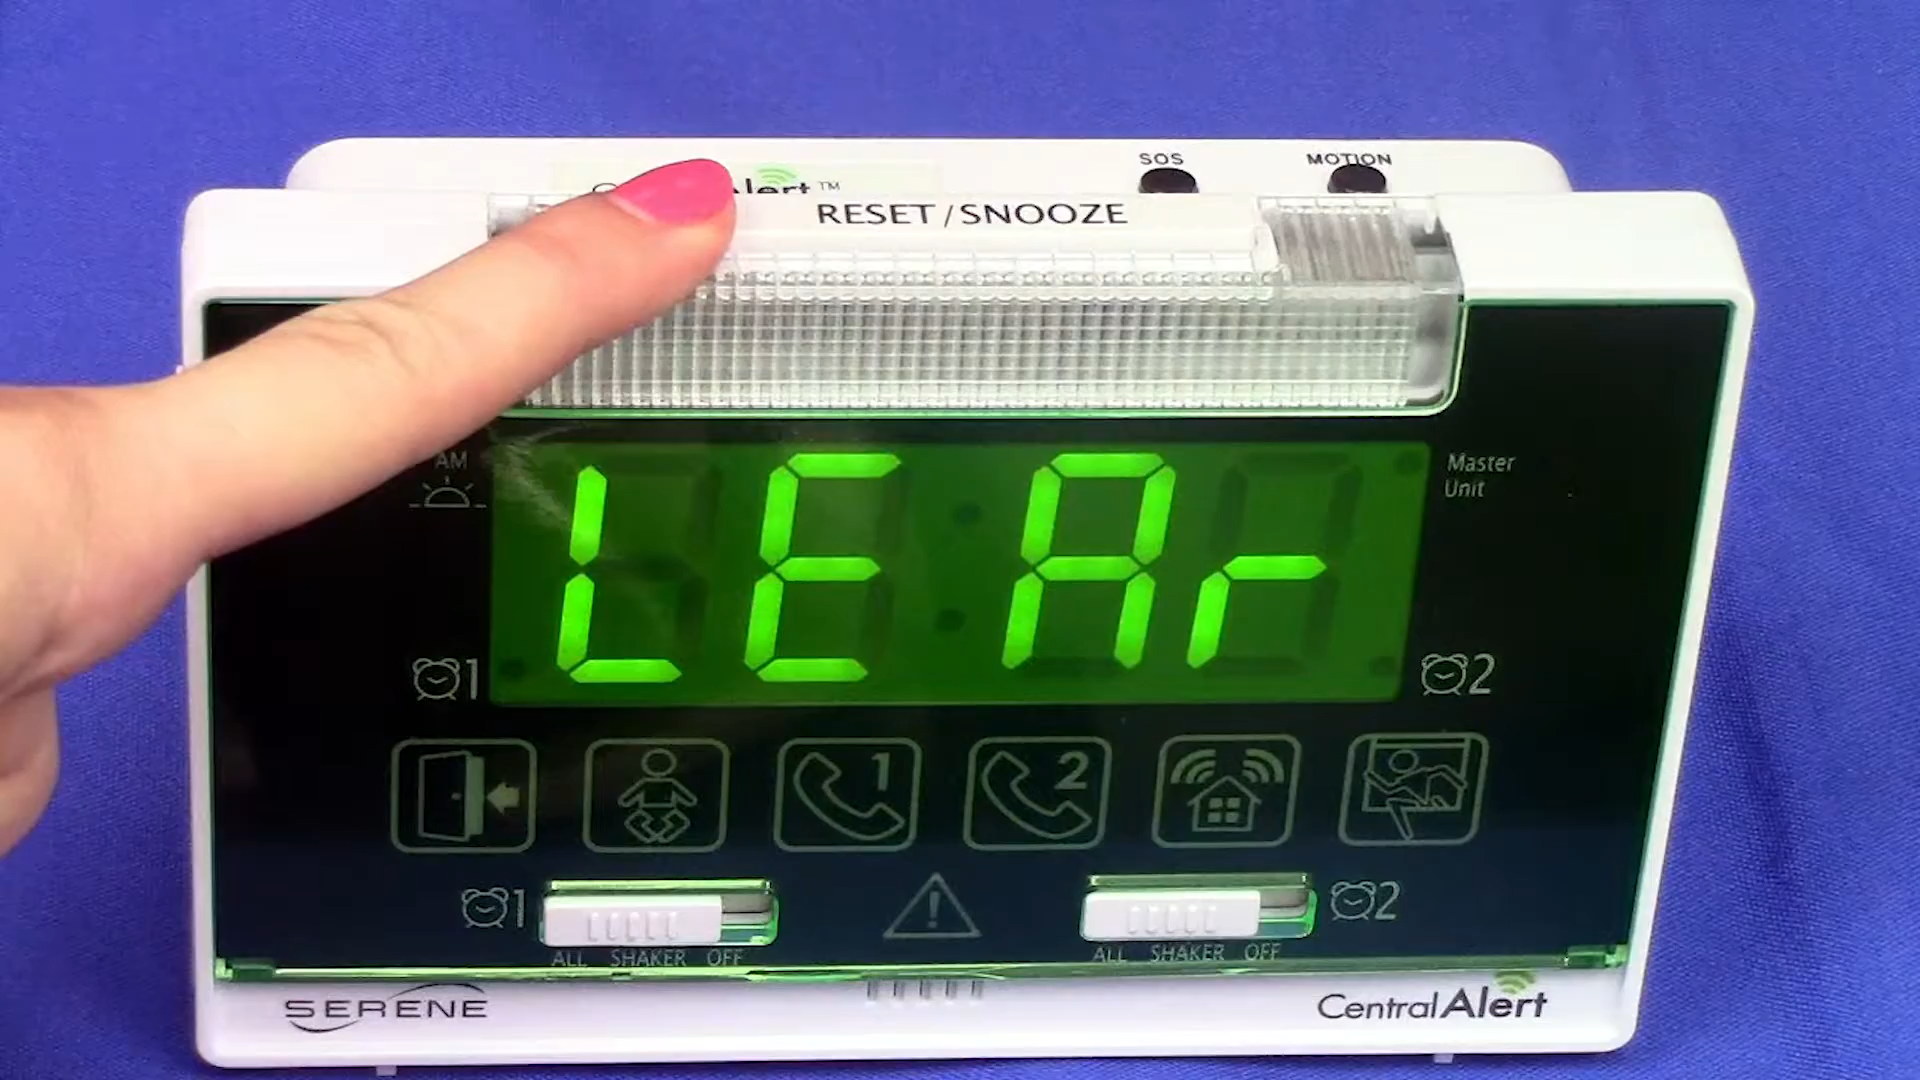 SOS MOTION
Alert™
RESET/SNOOZE
AM
LEAr
Master
Unit
1
2
1 2
1 2
ALL SHAKER OFF
ALL SHAKER OFF
SERENE
CentralAlert